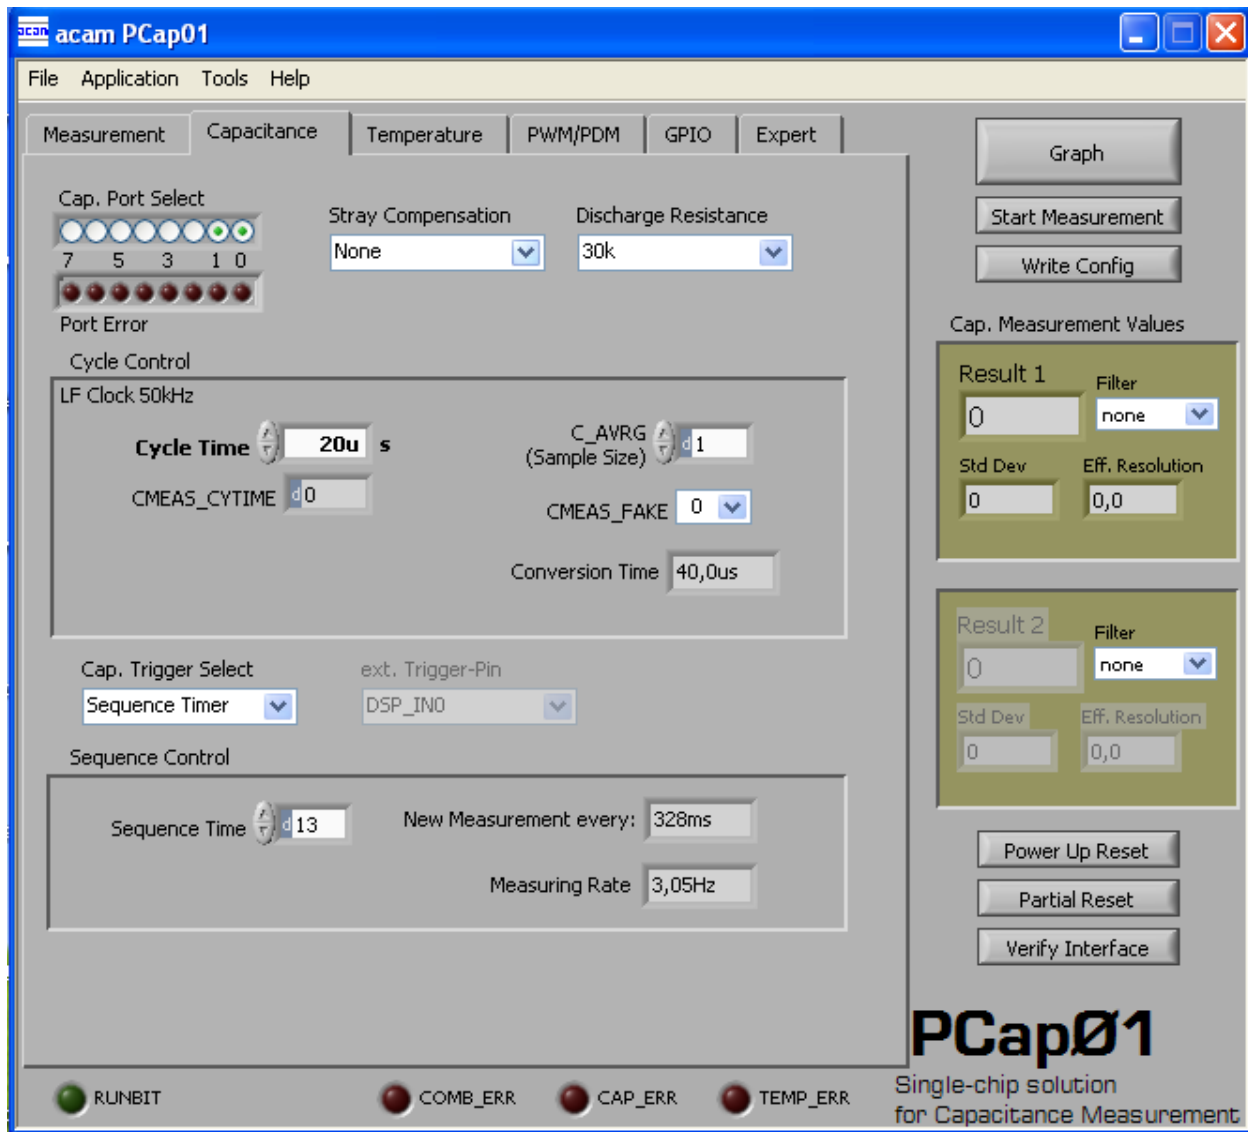 acam acam PCap01
File Application Tools Help
Measurement Capacitance Temperature PWM/PDM GPIO Expert
Cap. Port Select
7 5 3 1 0
Port Error
Stray Compensation
None
Discharge Resistance
30k
Cycle Control
LF Clock 50kHz
Cycle Time 20u s
CMEAS_CYTIME d0
C_AVRG
(Sample Size) d1
CMEAS_FAKE 0
Conversion Time 40,0us
Cap. Trigger Select
Sequence Timer
ext. Trigger-Pin
DSP_IN0
Sequence Control
Sequence Time d13
New Measurement every: 328ms
Measuring Rate 3,05Hz
RUNBIT COMB_ERR CAP_ERR TEMP_ERR
Graph
Start Measurement
Write Config
Cap. Measurement Values
Result 1 Filter
0 none
Std Dev Eff. Resolution
0 0,0
Result 2 Filter
0 none
Std Dev Eff. Resolution
0 0,0
Power Up Reset
Partial Reset
Verify Interface
PCapØ1
Single-chip solution
for Capacitance Measurement